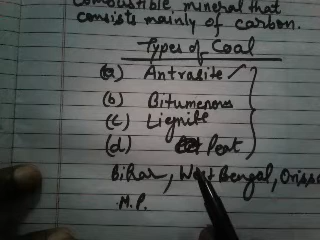 Combustible, mineral that
consists mainly of carbon.
Types of Coal
(a) Antrasite
(b) Bitumenous
(c) Lignite
(d) Peat
Bihar, West Bengal, Orissa
M.P.